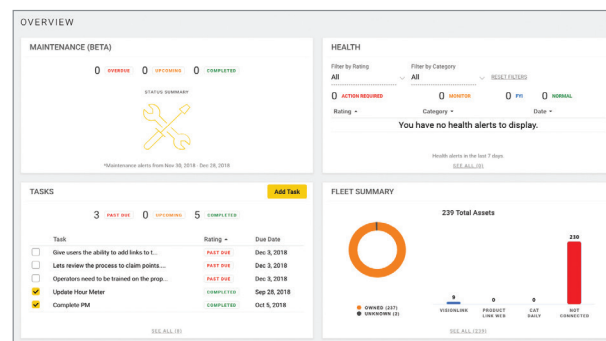 OVERVIEW
MAINTENANCE (BETA)
0 OVERDUE 0 UPCOMING 0 COMPLETED
STATUS SUMMARY
*Maintenance alerts from Nov 30, 2018 - Dec 28, 2018
HEALTH
Filter by Rating Filter by Category
All All RESET FILTERS
0 ACTION REQUIRED 0 MONITOR 0 PM 0 NORMAL
Rating Category Date
You have no health alerts to display.
Health alerts in the last 7 days
SEE ALL (0)
TASKS
Add Task
3 PAST DUE 0 UPCOMING 5 COMPLETED
Task Rating Due Date
Give users the ability to add links to t... PAST DUE Dec 3, 2018
Lets review the process to claim points.... PAST DUE Dec 3, 2018
Operators need to be trained on the prop... PAST DUE Dec 3, 2018
Update Hour Meter COMPLETED Sep 28, 2018
Complete PM COMPLETED Oct 5, 2018
SEE ALL (8)
FLEET SUMMARY
239 Total Assets
OWNED (237)
UNKNOWN (2)
9 0 0 230
VISIONLINK PRODUCT LINK WEB CAT DAILY NOT CONNECTED
SEE ALL (239)